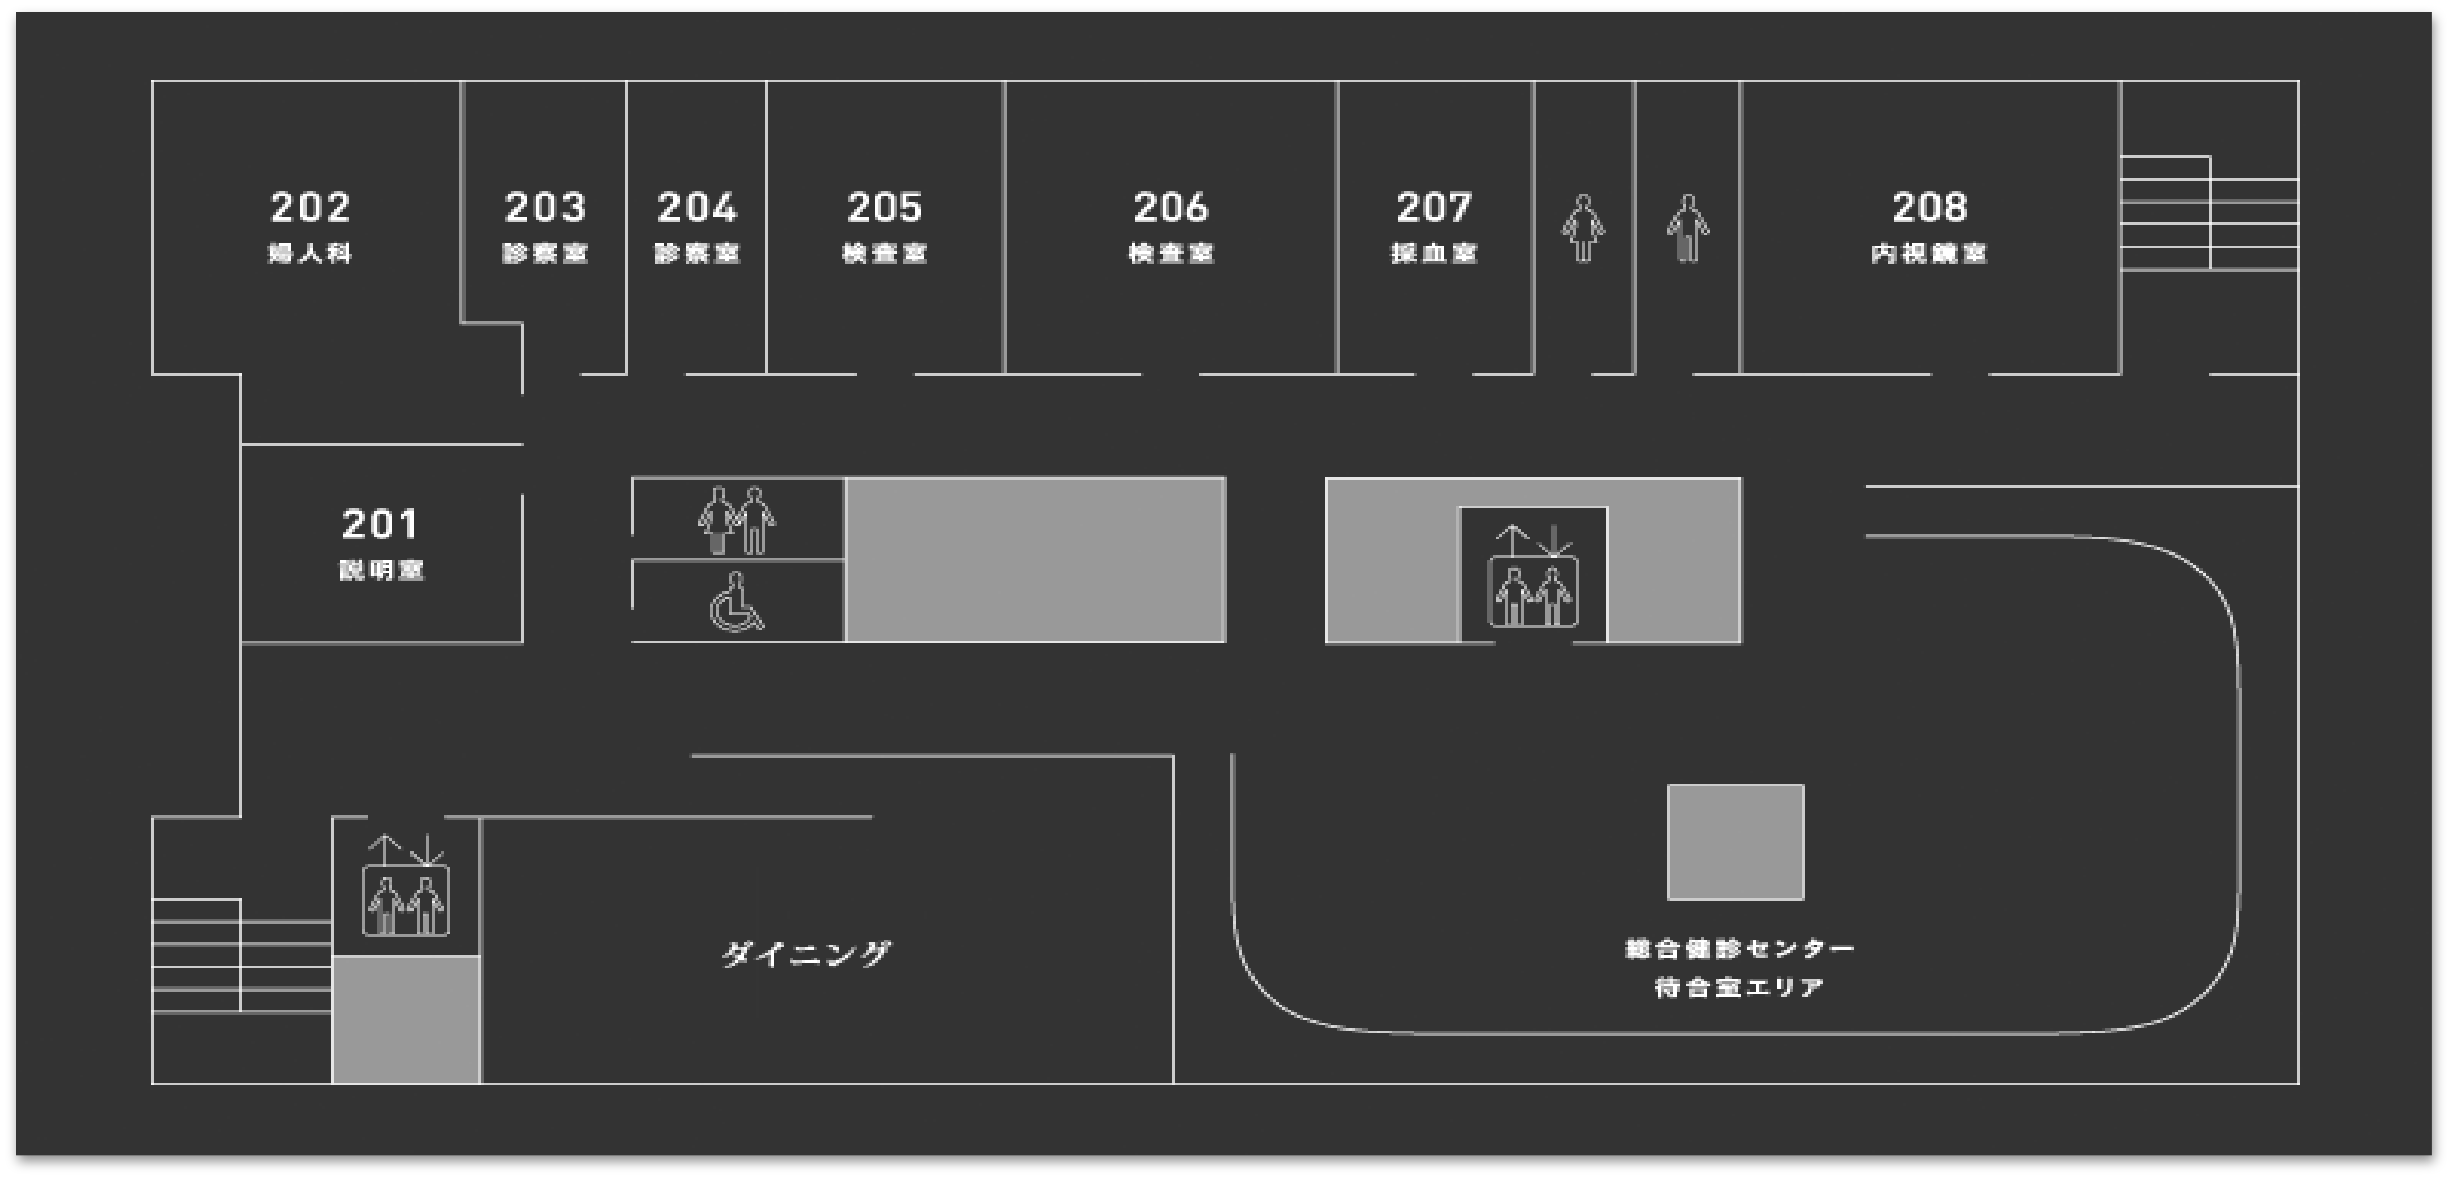 202
婦人科
203
診察室
204
診察室
205
検査室
206
検査室
207
採血室
208
内視鏡室
201
説明室
ダイニング
総合健診センター
待合室エリア